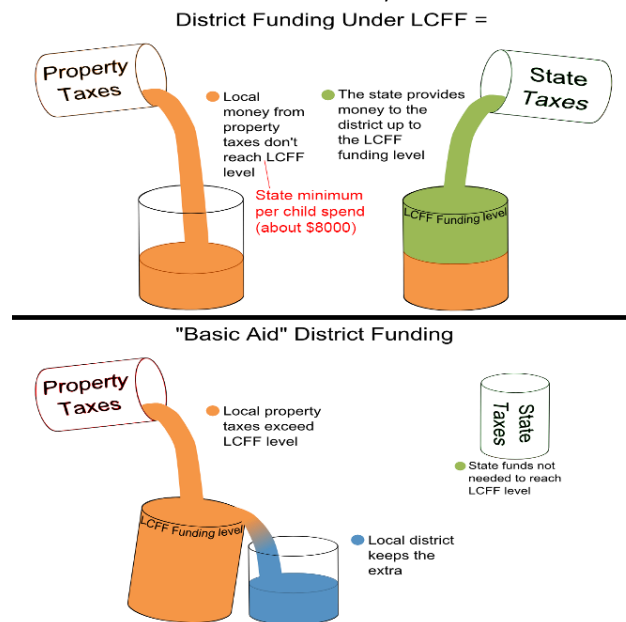 District Funding Under LCFF =
Property
Taxes
Local
money from
property
taxes don't
reach LCFF
level
State minimum
per child spend
(about $8000)
The state provides
money to the
district up to
the LCFF
funding level
State
Taxes
LCFF Funding level
"Basic Aid" District Funding
Property
Taxes
Local property
taxes exceed
LCFF level
State
Taxes
State funds not
needed to reach
LCFF level
LCFF Funding level
Local district
keeps the
extra